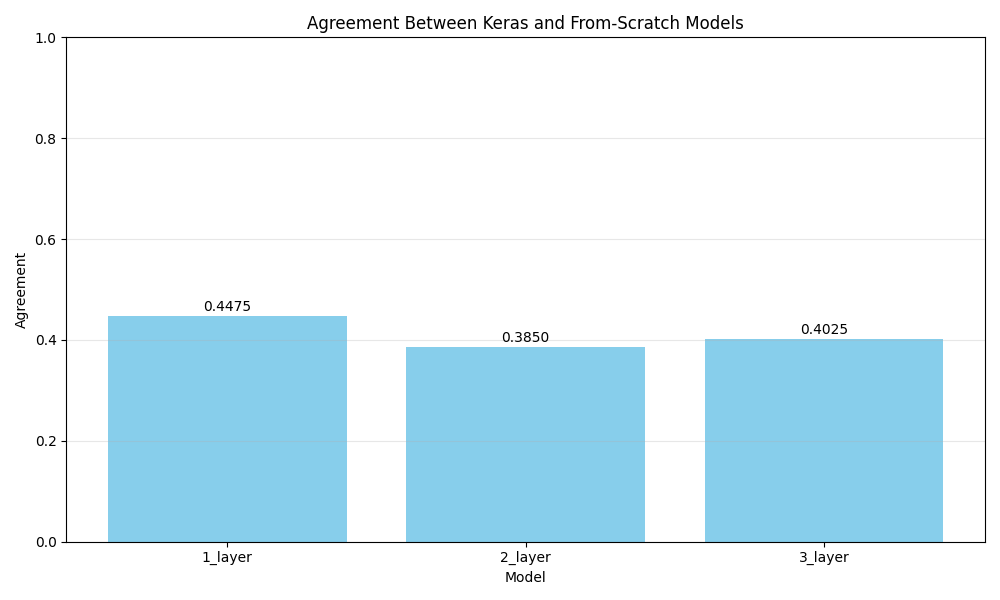 Agreement Between Keras and From-Scratch Models
1.0
0.8
0.6
0.4
0.2
0.0
Agreement
0.4475
0.3850
0.4025
1_layer
2_layer
3_layer
Model